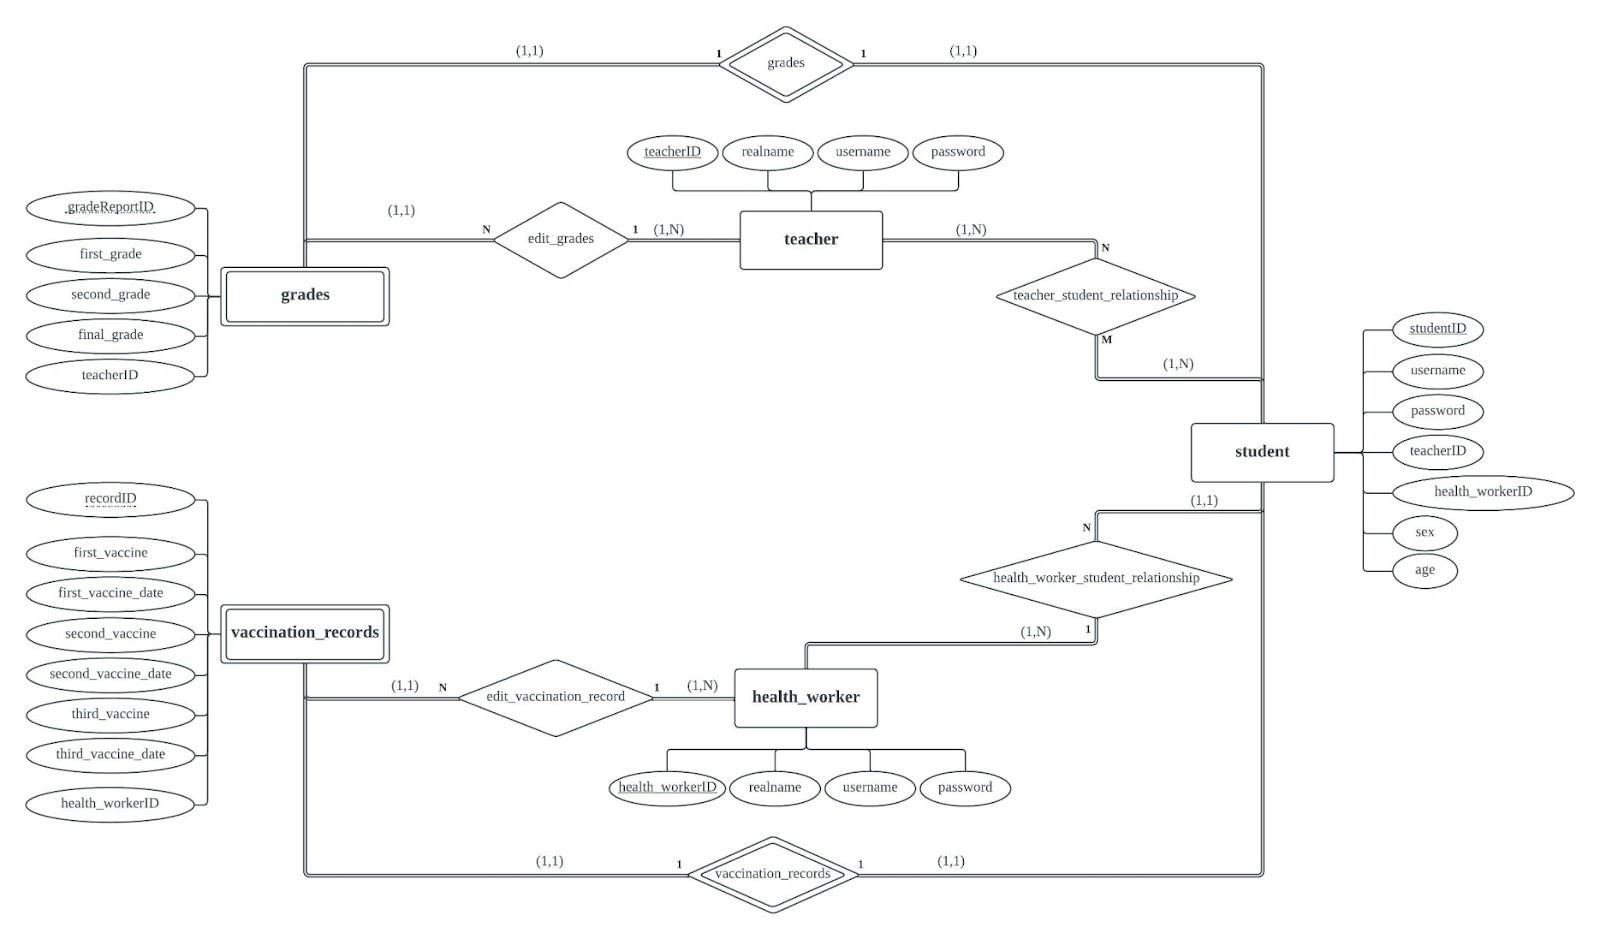 (1,1)
1
grades
1
(1,1)
teacherID
realname
username
password
gradeReportID
first_grade
second_grade
final_grade
teacherID
grades
(1,1)
N
edit_grades
1
(1,N)
teacher
(1,N)
N
teacher_student_relationship
M
(1,N)
studentID
username
password
teacherID
health_workerID
sex
age
student
(1,1)
N
health_worker_student_relationship
1
(1,N)
recordID
first_vaccine
first_vaccine_date
second_vaccine
second_vaccine_date
third_vaccine
third_vaccine_date
health_workerID
vaccination_records
(1,1)
N
edit_vaccination_record
1
(1,N)
health_worker
health_workerID
realname
username
password
(1,1)
1
vaccination_records
1
(1,1)